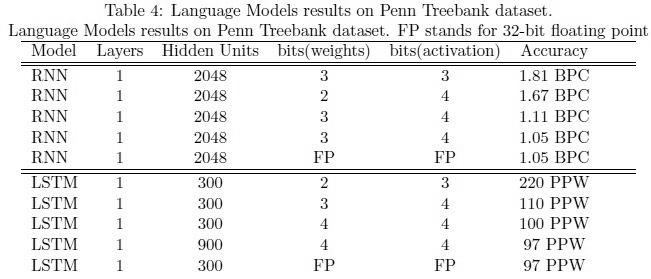 Table 4: Language Models results on Penn Treebank dataset.
Language Models results on Penn Treebank dataset. FP stands for 32-bit floating point
Model Layers Hidden Units bits(weights) bits(activation) Accuracy
RNN 1 2048 3 3 1.81 BPC
RNN 1 2048 2 4 1.67 BPC
RNN 1 2048 3 4 1.11 BPC
RNN 1 2048 3 4 1.05 BPC
RNN 1 2048 FP FP 1.05 BPC
LSTM 1 300 2 3 220 PPW
LSTM 1 300 3 4 110 PPW
LSTM 1 300 4 4 100 PPW
LSTM 1 900 4 4 97 PPW
LSTM 1 300 FP FP 97 PPW